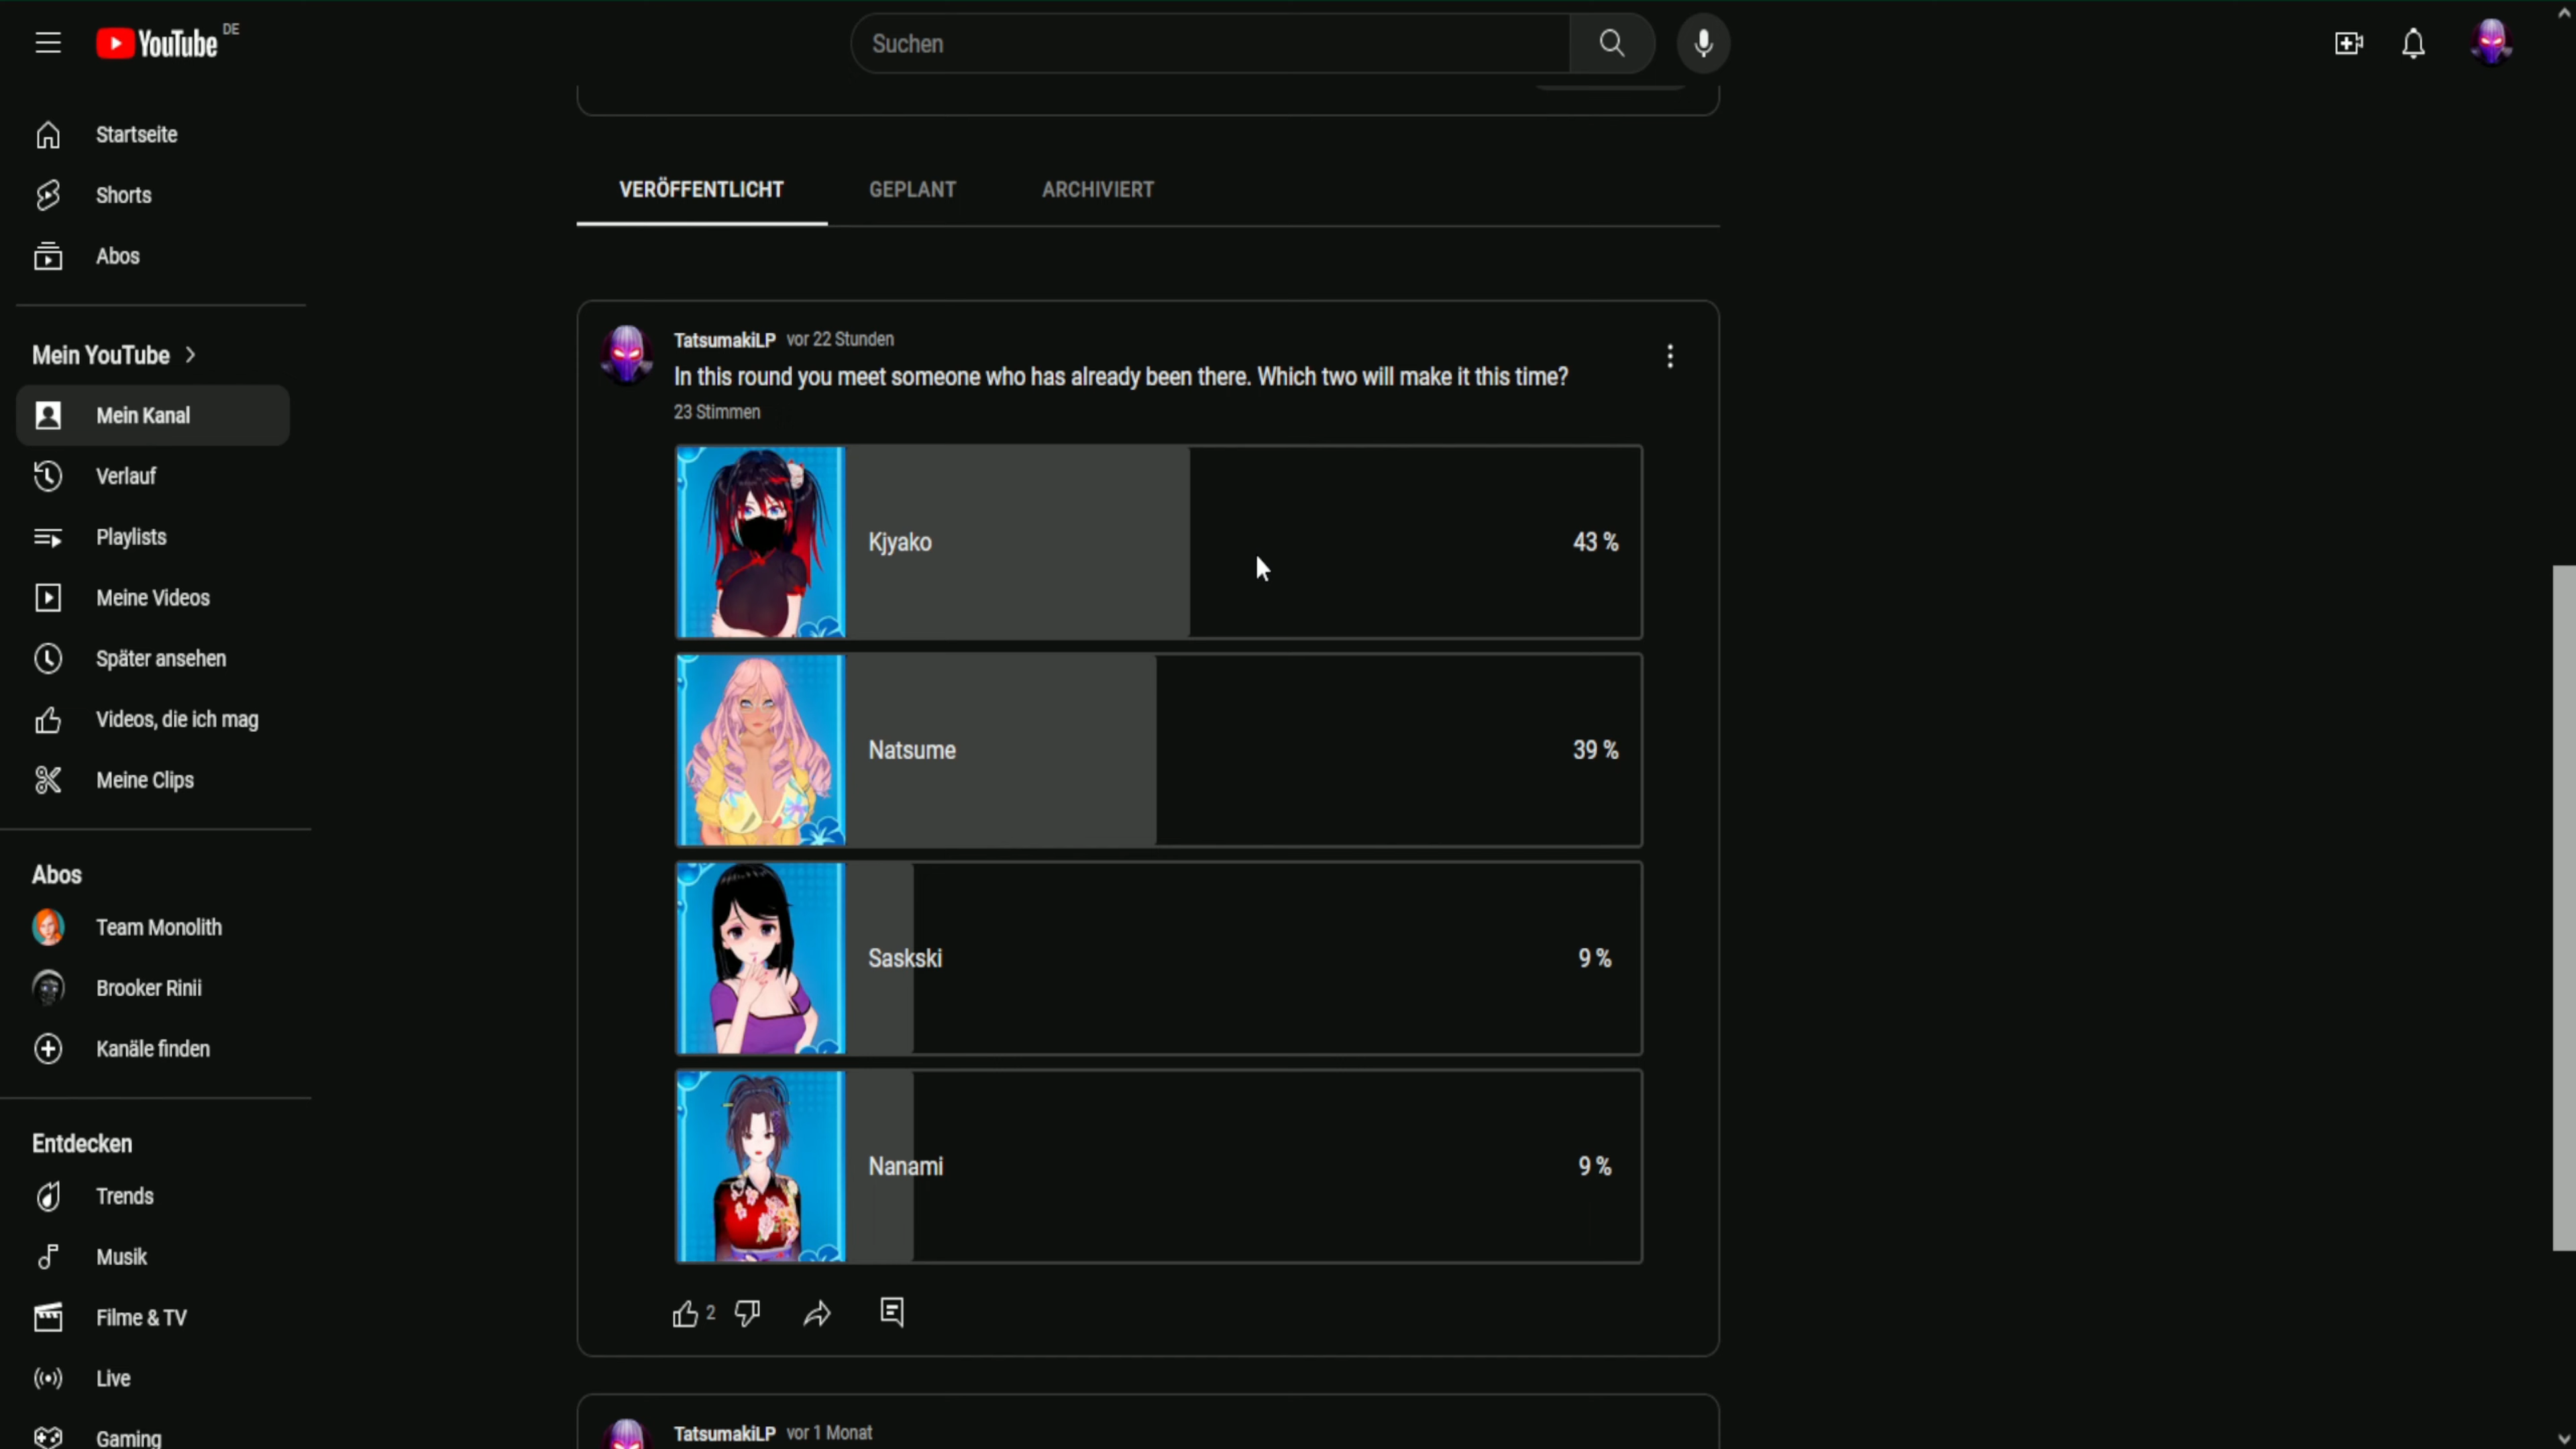 YouTube DE
Suchen
Startseite
Shorts
Abos
Mein YouTube
Mein Kanal
Verlauf
Playlists
Meine Videos
Später ansehen
Videos, die ich mag
Meine Clips
Abos
Team Monolith
Brooker Rinii
Kanäle finden
Entdecken
Trends
Musik
Filme & TV
Live
Gaming
VERÖFFENTLICHT GEPLANT ARCHIVIERT
TatsumakiLP vor 22 Stunden
In this round you meet someone who has already been there. Which two will make it this time?
23 Stimmen
Kjyako 43 %
Natsume 39 %
Saskski 9 %
Nanami 9 %
2
TatsumakiLP vor 1 Monat